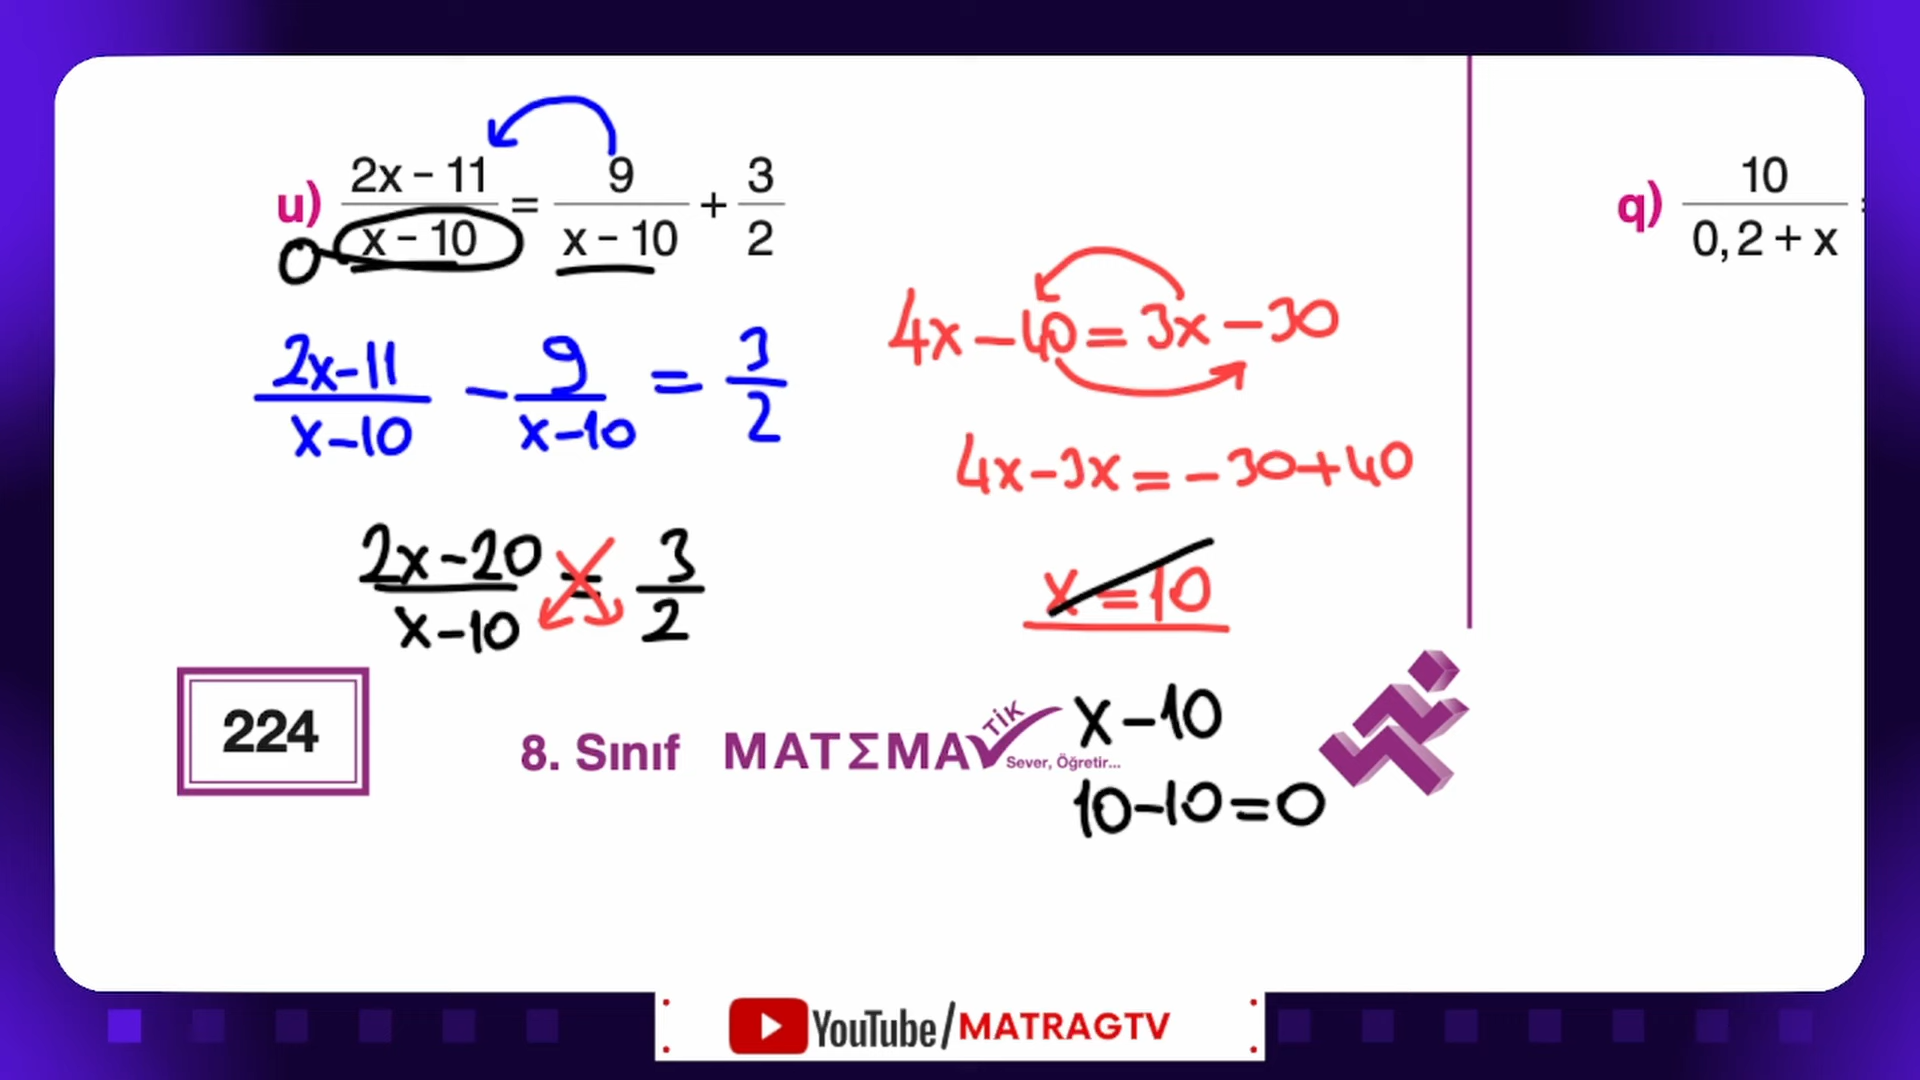 u) 2x - 11 / x - 10 = 9 / x - 10 + 3 / 2
0
2x-11 / x-10 - 9 / x-10 = 3 / 2
2x-20 / x-10 = 3 / 2
4x - 40 = 3x - 30
4x-3x = -30+40
x = 10
x-10
10-10=0
q) 10 / 0,2 + x =
224
8. Sınıf MATΣMATİK
Sever, Öğretir...
YouTube/MATRAGTV